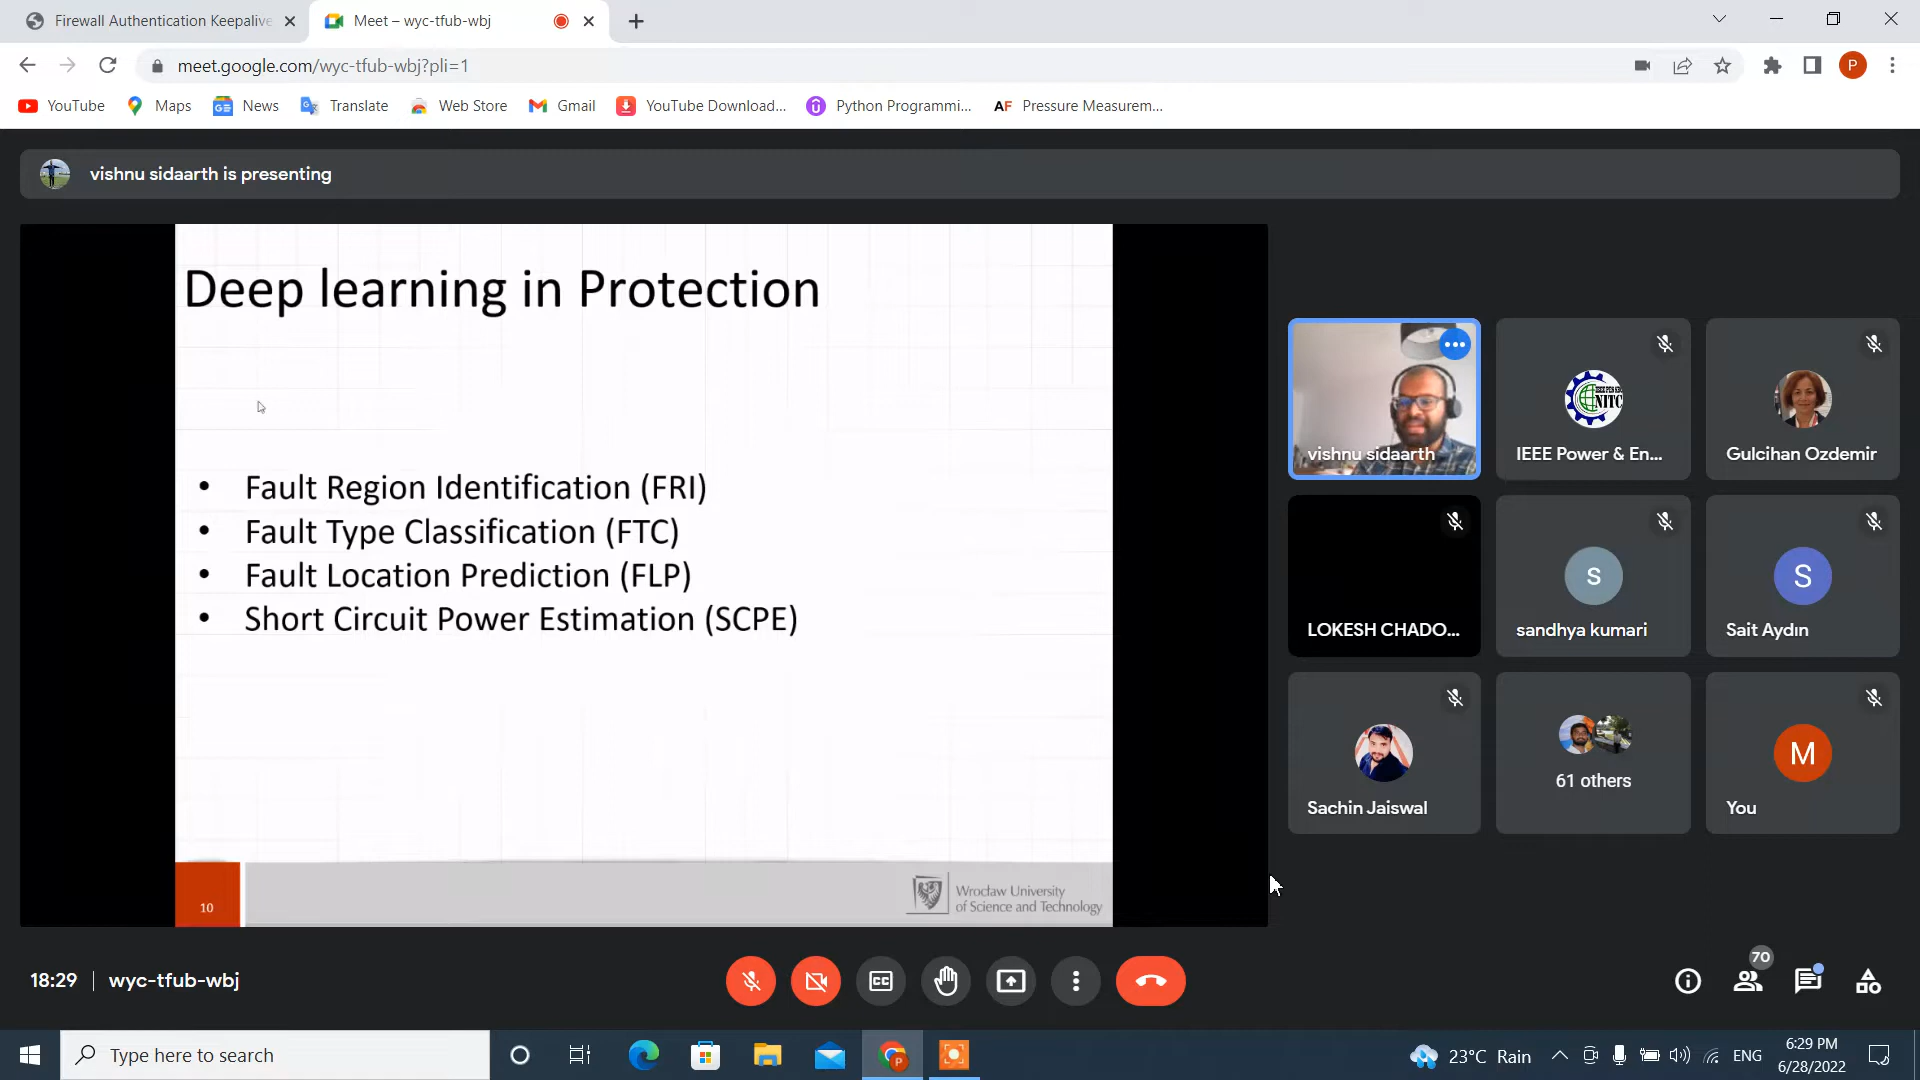 Firewall Authentication Keepalive
Meet – wyc-tfub-wbj
meet.google.com/wyc-tfub-wbj?pli=1
P
YouTube
Maps
News
Translate
Web Store
Gmail
YouTube Download...
Python Programmi...
AF Pressure Measurem...
vishnu sidaarth is presenting
Deep learning in Protection
• Fault Region Identification (FRI)
• Fault Type Classification (FTC)
• Fault Location Prediction (FLP)
• Short Circuit Power Estimation (SCPE)
10
Wrocław University
of Science and Technology
vishnu sidaarth
NITC
IEEE Power & En...
Gulcihan Ozdemir
LOKESH CHADO...
s
sandhya kumari
S
Sait Aydın
Sachin Jaiswal
61 others
M
You
18:29 | wyc-tfub-wbj
CC
70
Type here to search
P
23°C Rain
ENG
6:29 PM
6/28/2022